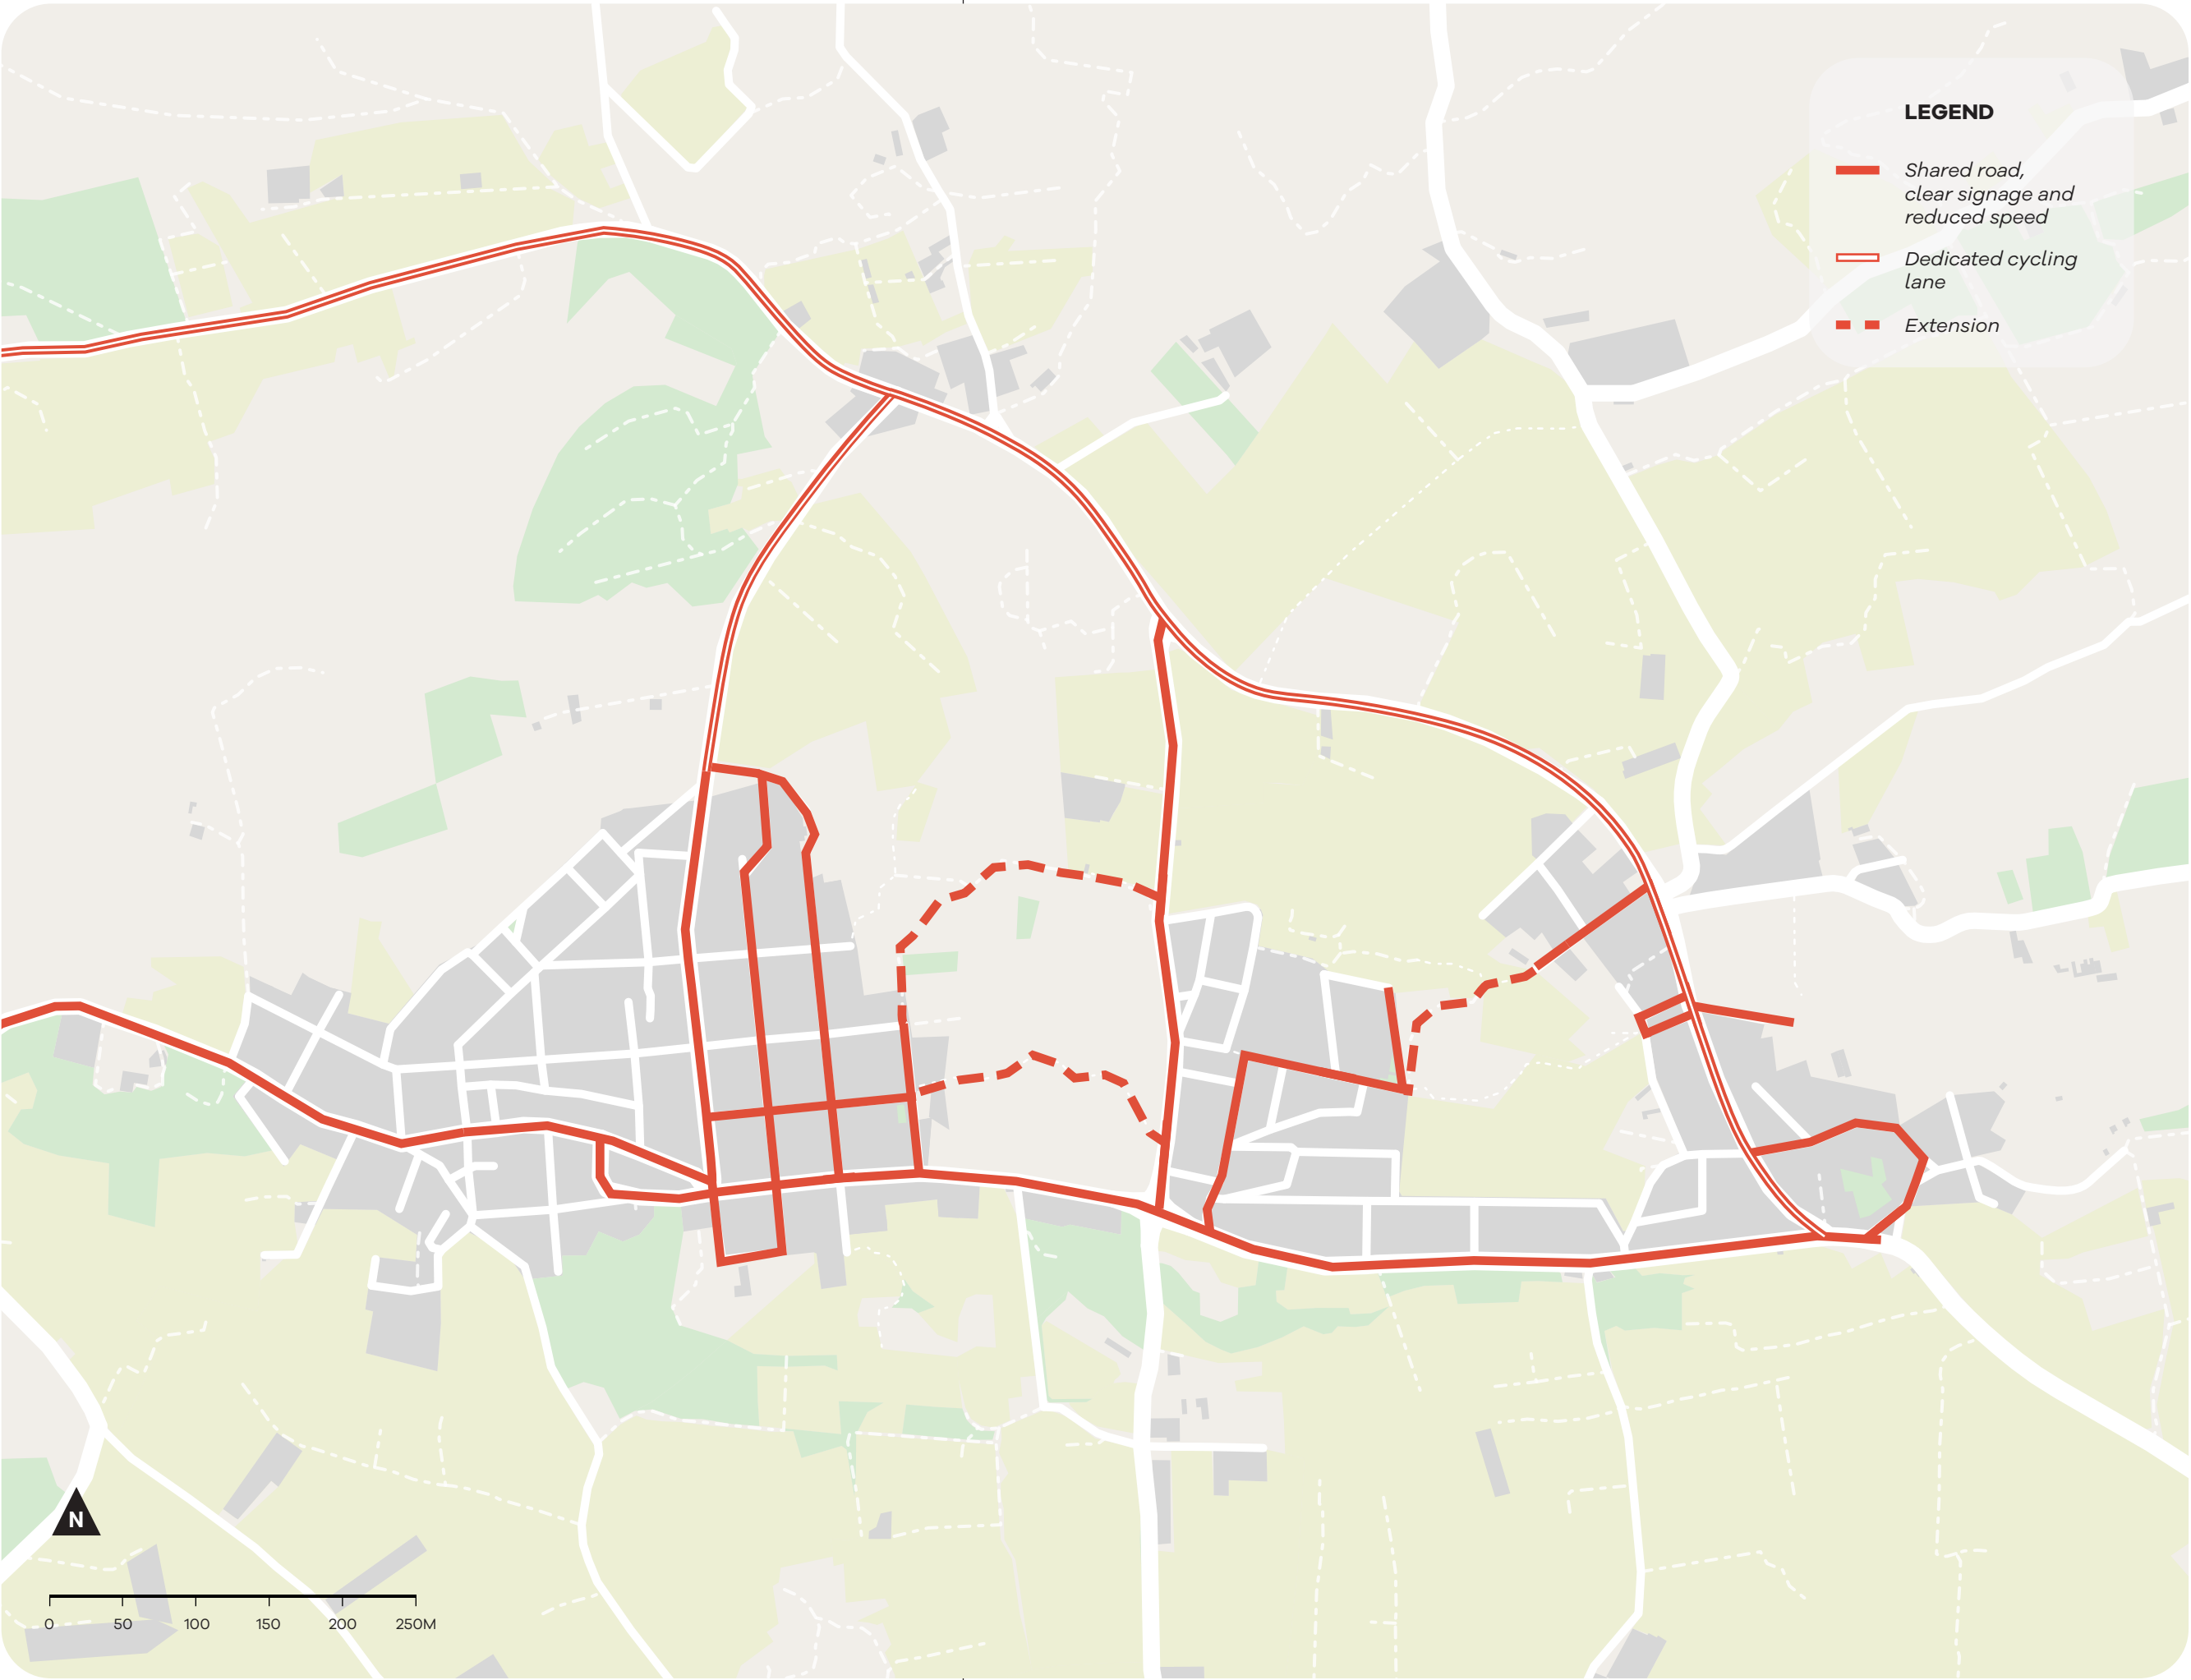 LEGEND
Shared road,
clear signage and
reduced speed
Dedicated cycling
lane
Extension
N
0 50 100 150 200 250M